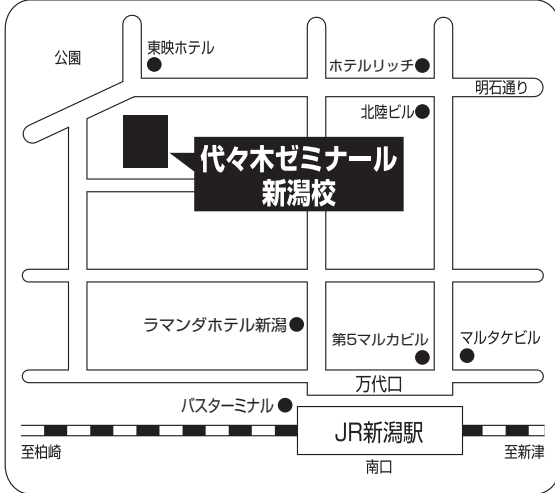 公園
東映ホテル
ホテルリッチ
明石通り
北陸ビル
代々木ゼミナール
新潟校
ラマンダホテル新潟
第5マルカビル
マルタケビル
万代口
バスターミナル
JR新潟駅
至柏崎
至新津
南口